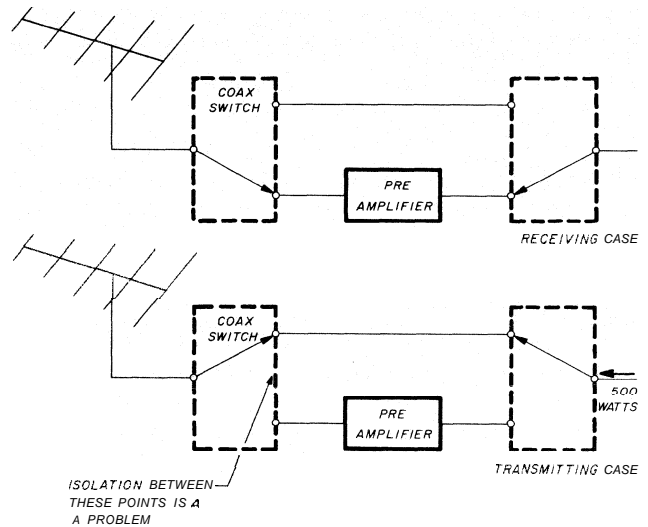 COAX
SWITCH
PRE
AMPLIFIER
RECEIVING CASE
COAX
SWITCH
500
WATTS
PRE
AMPLIFIER
TRANSMITTING CASE
ISOLATION BETWEEN
THESE POINTS IS A
A PROBLEM